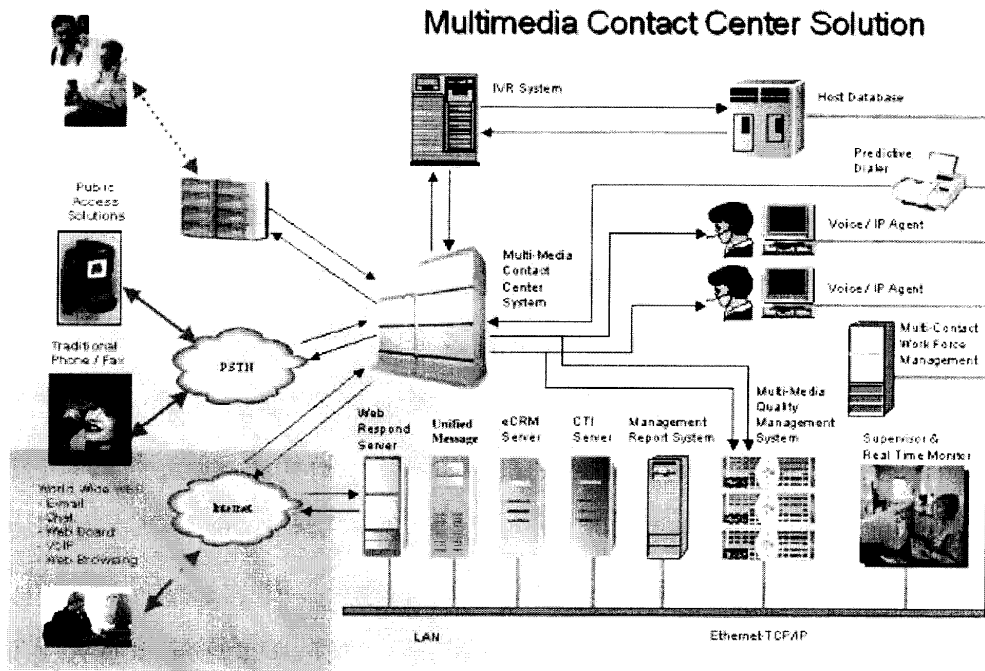 Multimedia Contact Center Solution
IVR System
Host Database
Predictive
Dialer
Public
Access
Solutions
Voice / IP Agent
Multi-Media
Contact
Center
System
Voice / IP Agent
Traditional
Phone / Fax
PSTN
Multi-Contact
Work Force
Management
Web
Respond
Server
Unified
Message
eCRM
Server
CTI
Server
Management
Report System
Multi-Media
Quality
Management
System
Supervisor &
Real Time Monitor
World Wide WEB
- E-mail
- Chat
- Web Board
- VoIP
- Web Browsing
Internet
LAN
Ethernet-TCP/IP